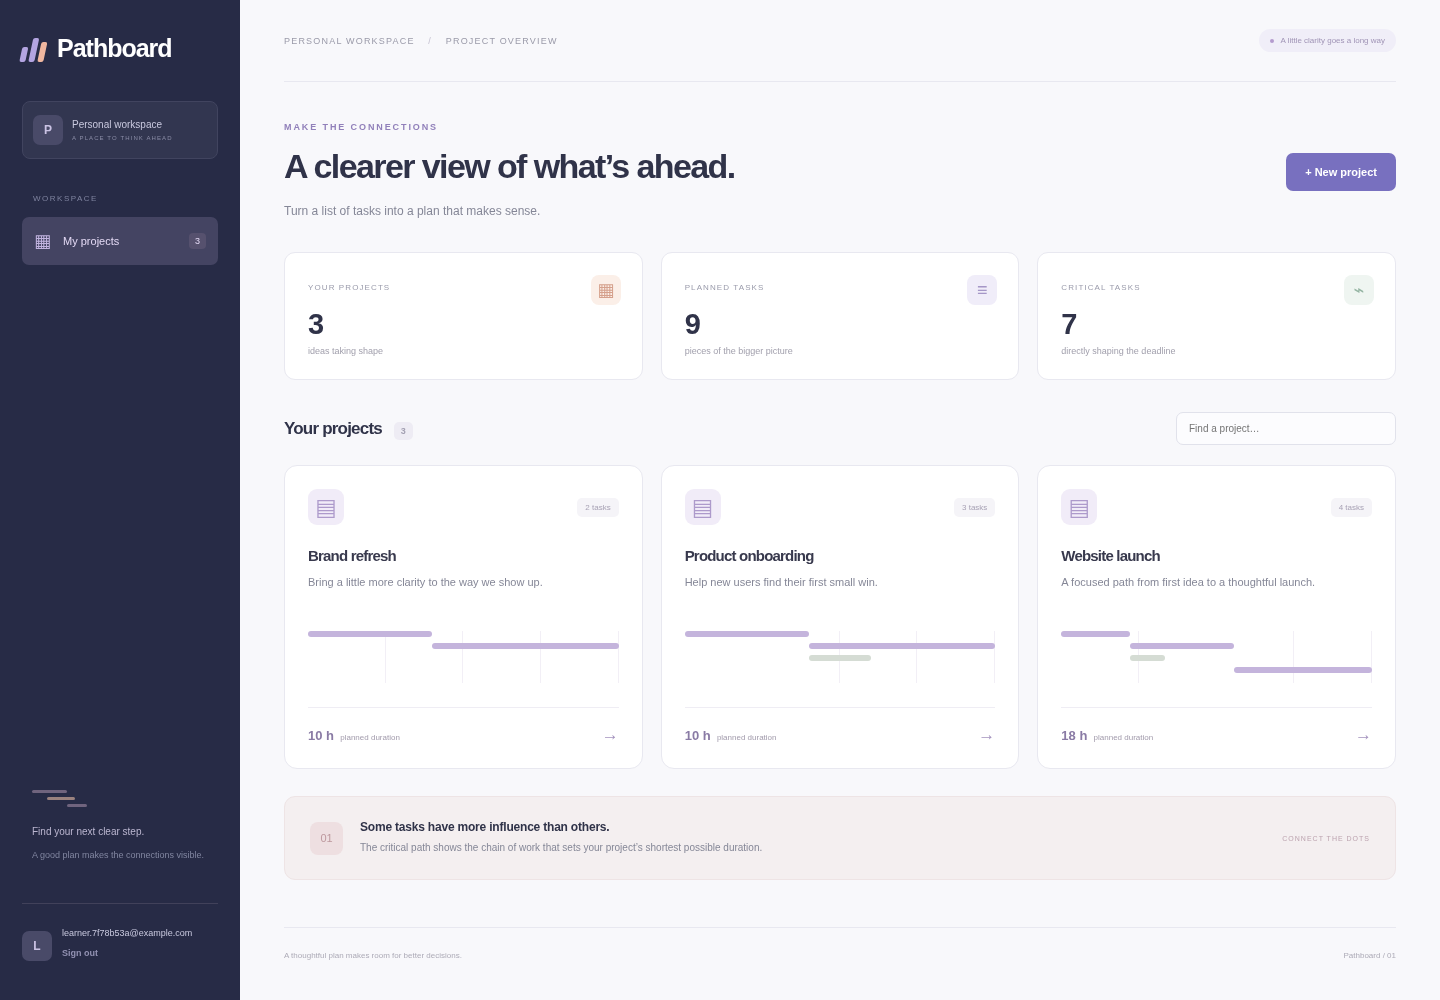 Pathboard
P
Personal workspace
A PLACE TO THINK AHEAD
WORKSPACE
My projects
3
Find your next clear step.
A good plan makes the connections visible.
L
learner.7f78b53a@example.com
Sign out
PERSONAL WORKSPACE / PROJECT OVERVIEW
A little clarity goes a long way
MAKE THE CONNECTIONS
A clearer view of what’s ahead.
+ New project
Turn a list of tasks into a plan that makes sense.
YOUR PROJECTS
3
ideas taking shape
PLANNED TASKS
9
pieces of the bigger picture
CRITICAL TASKS
7
directly shaping the deadline
Your projects
3
Find a project…
2 tasks
Brand refresh
Bring a little more clarity to the way we show up.
10 h planned duration →
3 tasks
Product onboarding
Help new users find their first small win.
10 h planned duration →
4 tasks
Website launch
A focused path from first idea to a thoughtful launch.
18 h planned duration →
01
Some tasks have more influence than others.
The critical path shows the chain of work that sets your project’s shortest possible duration.
CONNECT THE DOTS
A thoughtful plan makes room for better decisions.
Pathboard / 01